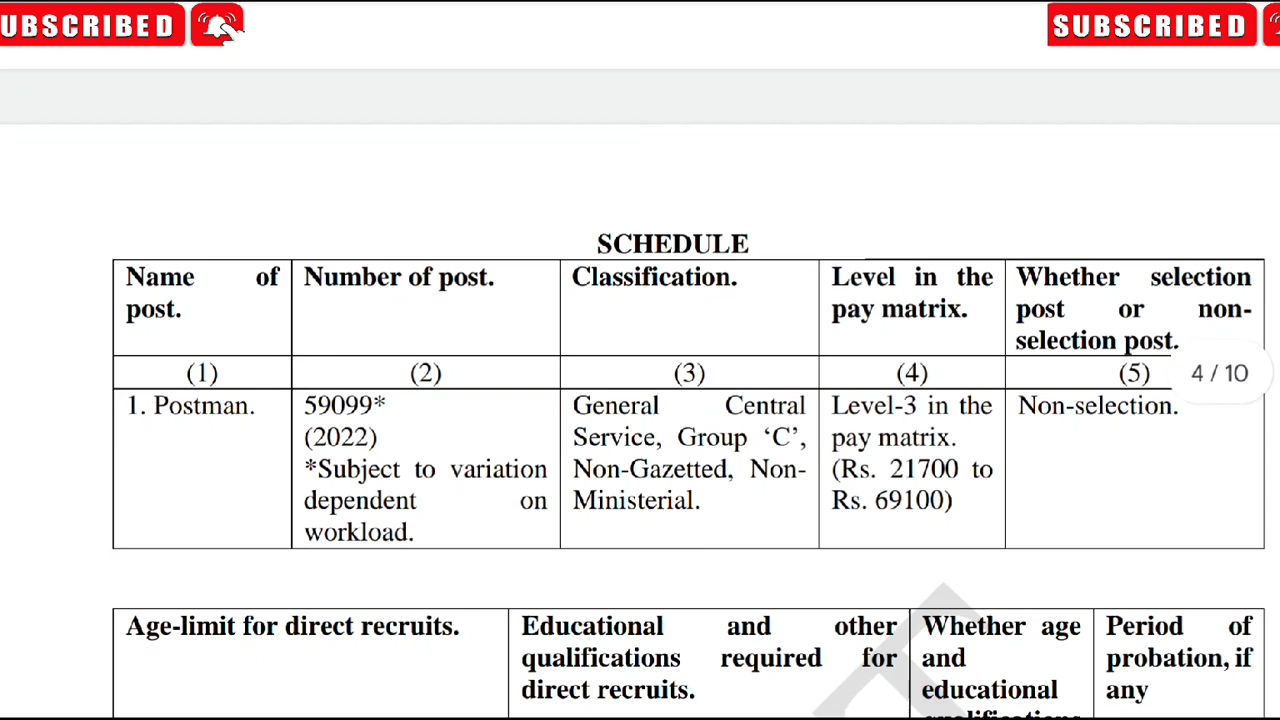 UBSCRIBED
SUBSCRIBED
SCHEDULE
Name of post.
Number of post.
Classification.
Level in the pay matrix.
Whether selection post or non-selection post.
(1)
(2)
(3)
(4)
(5)
4 / 10
1. Postman.
59099*
(2022)
*Subject to variation
dependent on
workload.
General Central
Service, Group ‘C’,
Non-Gazetted, Non-
Ministerial.
Level-3 in the
pay matrix.
(Rs. 21700 to
Rs. 69100)
Non-selection.
Age-limit for direct recruits.
Educational and other
qualifications required for
direct recruits.
Whether age
and
educational
qualifications
Period of
probation, if
any